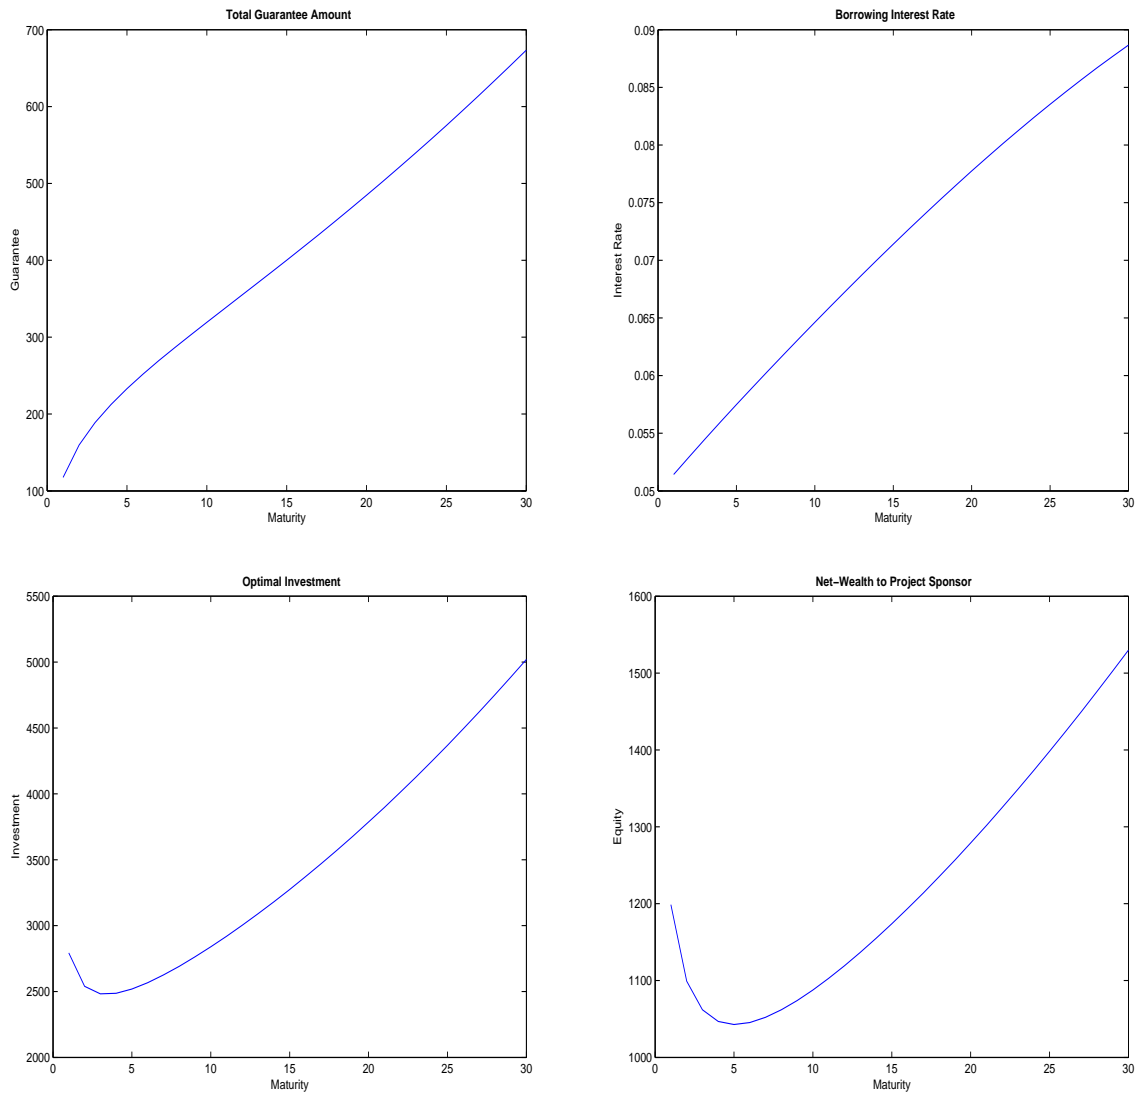 Total Guarantee Amount
700
600
500
400
300
200
100
Guarantee
0 5 10 15 20 25 30
Maturity
Borrowing Interest Rate
0.09
0.085
0.08
0.075
0.07
0.065
0.06
0.055
0.05
Interest Rate
0 5 10 15 20 25 30
Maturity
Optimal Investment
5500
5000
4500
4000
3500
3000
2500
2000
Investment
0 5 10 15 20 25 30
Maturity
Net−Wealth to Project Sponsor
1600
1500
1400
1300
1200
1100
1000
Equity
0 5 10 15 20 25 30
Maturity